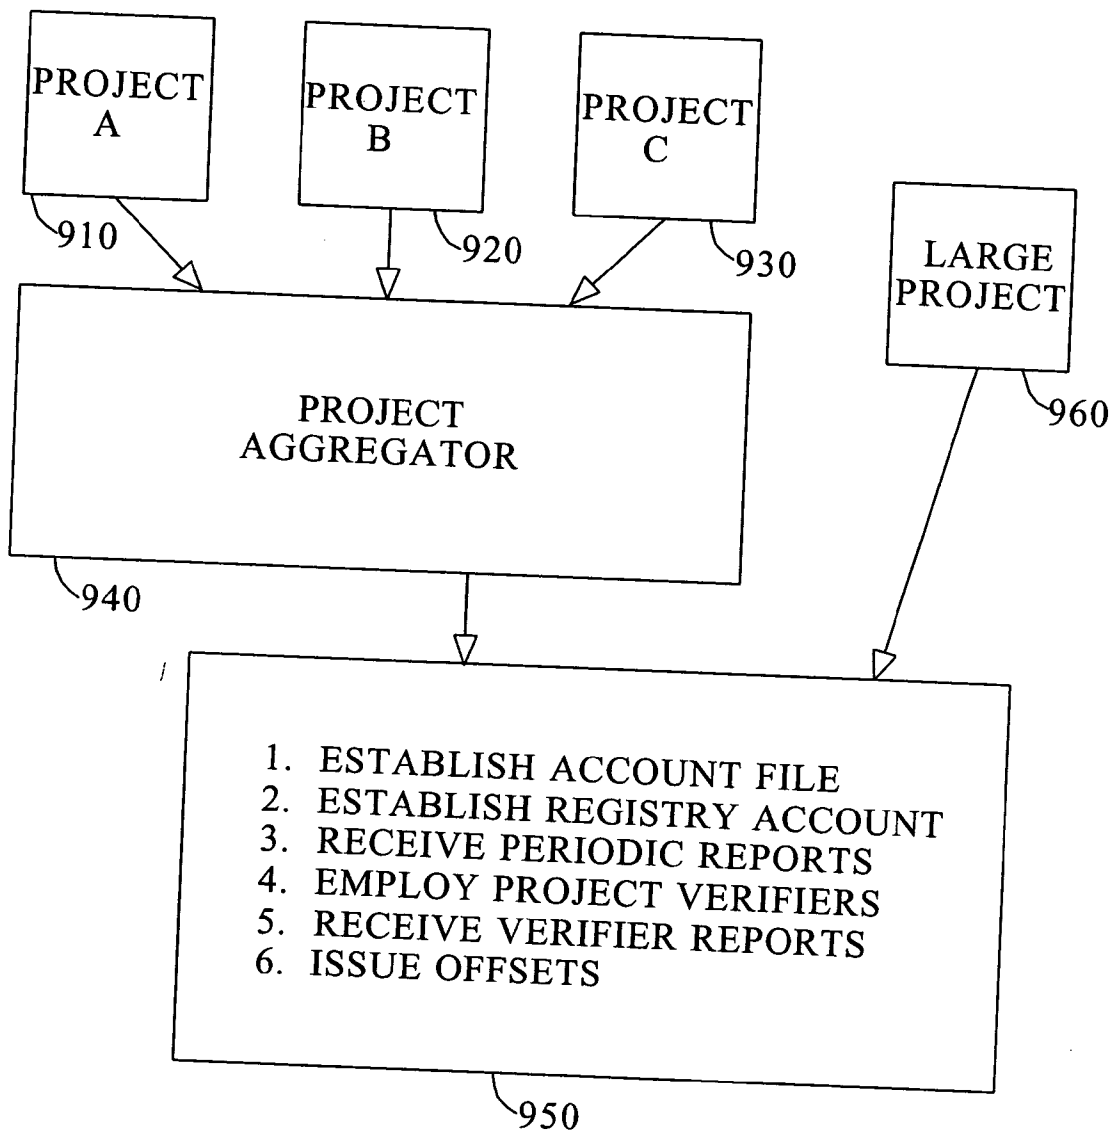 PROJECT
A
PROJECT
B
PROJECT
C
910
920
930
LARGE
PROJECT
960
PROJECT
AGGREGATOR
940
1. ESTABLISH ACCOUNT FILE
2. ESTABLISH REGISTRY ACCOUNT
3. RECEIVE PERIODIC REPORTS
4. EMPLOY PROJECT VERIFIERS
5. RECEIVE VERIFIER REPORTS
6. ISSUE OFFSETS
950